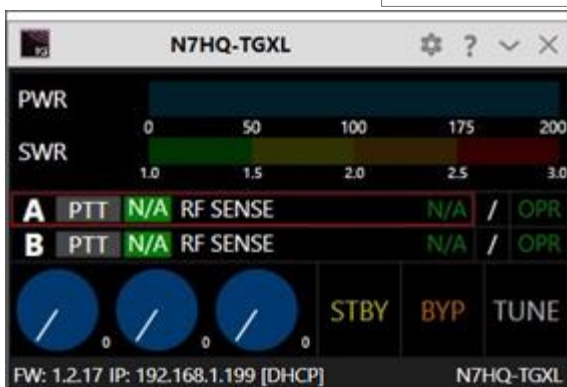 N7HQ-TGXL ?
PWR
0 50 100 175 200
SWR
1.0 1.5 2.0 2.5 3.0
A PTT N/A RF SENSE N/A / OPR
B PTT N/A RF SENSE N/A / OPR
0 0 0 STBY BYP TUNE
FW: 1.2.17 IP: 192.168.1.199 [DHCP] N7HQ-TGXL